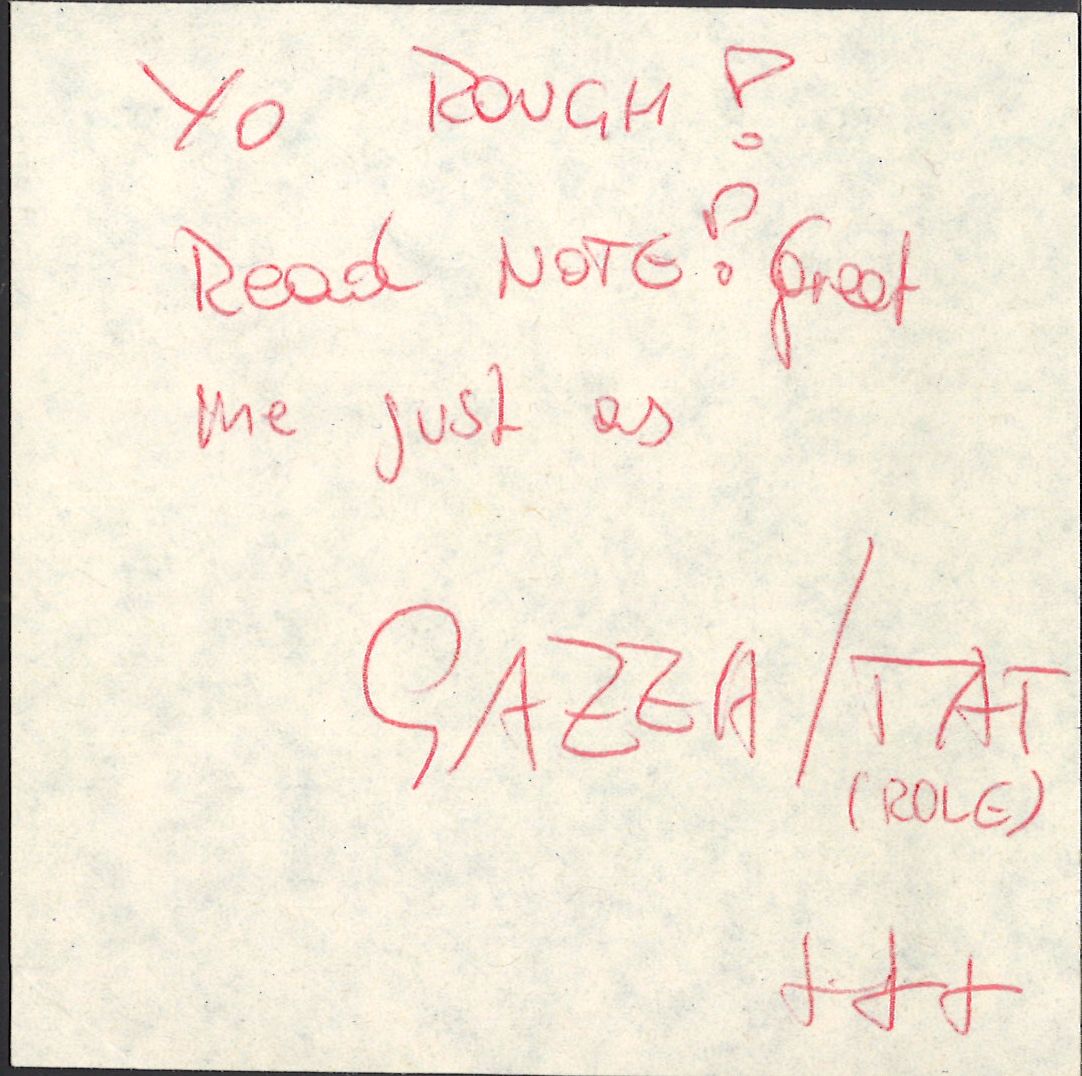 YO ROUGH!
Read NOTE! Great
me just as
GAZZA/TAT
(ROLE)
+++